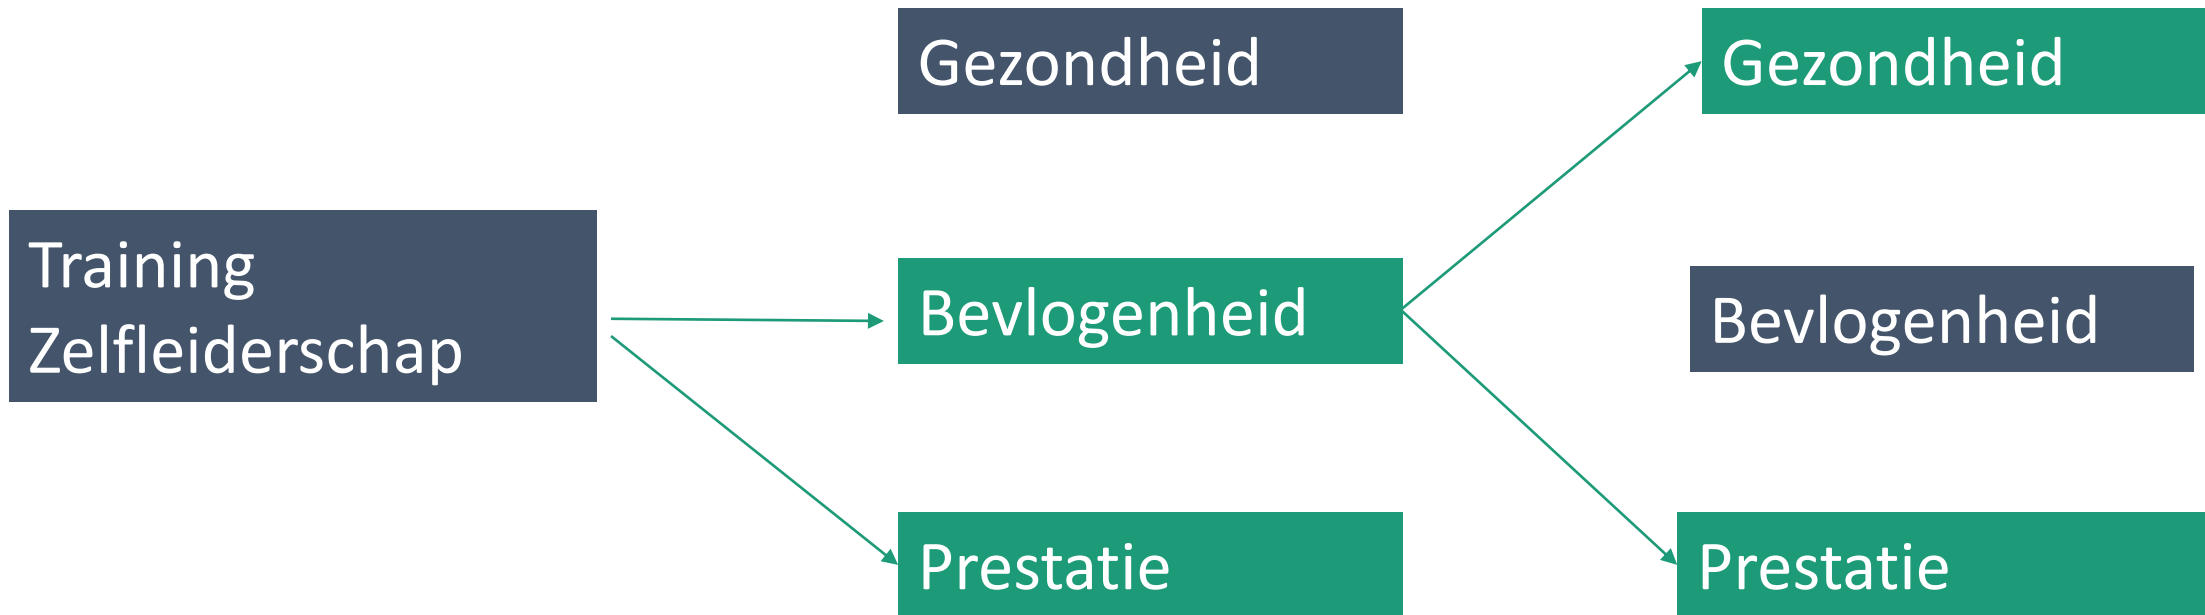 Gezondheid
Gezondheid
Training
Zelfleiderschap
Bevlogenheid
Bevlogenheid
Prestatie
Prestatie